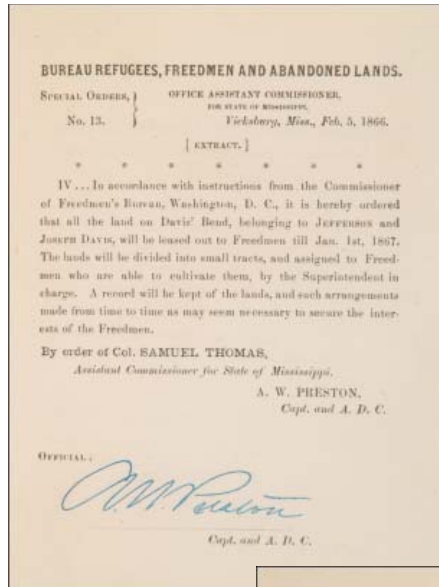 BUREAU REFUGEES, FREEDMEN AND ABANDONED LANDS.
SPECIAL ORDERS, } OFFICE ASSISTANT COMMISSIONER,
FOR STATE OF MISSISSIPPI,
No. 13. } Vicksburg, Miss., Feb. 5, 1866.
[ EXTRACT. ]
* * * * * * *
IV...In accordance with instructions from the Commissioner
of Freedmen's Bureau, Washington, D. C., it is hereby ordered
that all the land on Davis' Bend, belonging to JEFFERSON and
JOSEPH DAVIS, will be leased out to Freedmen till Jan. 1st, 1867.
The lands will be divided into small tracts, and assigned to Freed-
men who are able to cultivate them, by the Superintendent in
charge. A record will be kept of the lands, and such arrangements
made from time to time as may seem necessary to secure the inter-
ests of the Freedmen.
By order of Col. SAMUEL THOMAS,
Assistant Commissioner for State of Mississippi.
A. W. PRESTON,
Capt. and A. D. C.
OFFICIAL:
A. W. Preston
Capt. and A. D. C.